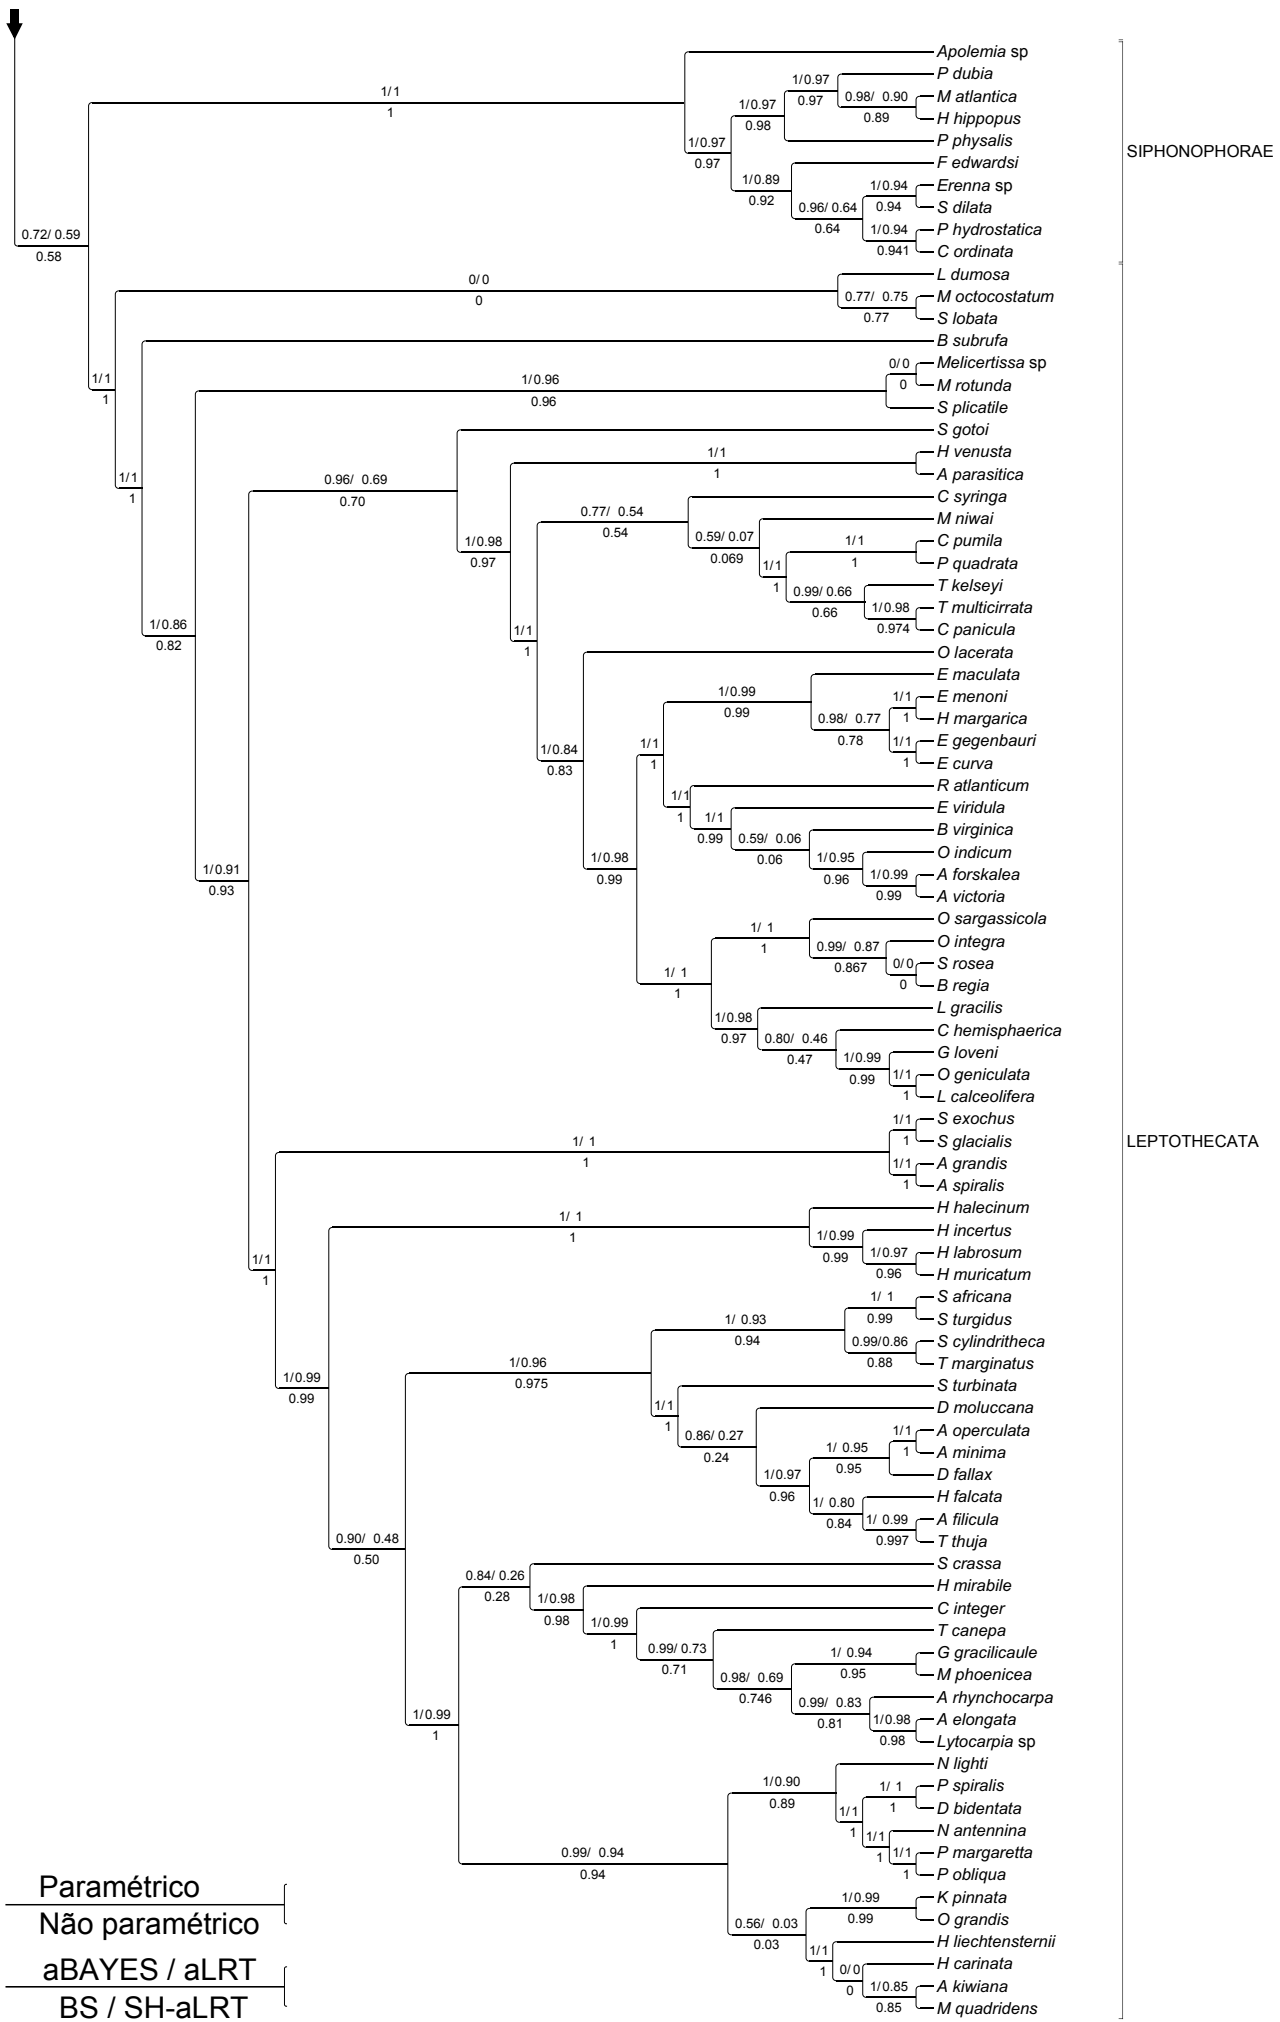 Apolemia sp
P dubia
1/0.97
1/1
0.98/ 0.90
M atlantica
0.97
1/0.97
1
0.89
H hippopus
0.98
P physalis
1/0.97
SIPHONOPHORAE
0.97
F edwardsi
1/0.89
1/0.94
Erenna sp
0.92
0.96/ 0.64
0.94
S dilata
0.64
1/0.94
P hydrostatica
0.72/ 0.59
0.941
C ordinata
0.58
L dumosa
0/0
0.77/ 0.75
M octocostatum
0
0.77
S lobata
B subrufa
0/0
Melicertissa sp
1/1
1/0.96
0
M rotunda
1
0.96
S plicatile
S gotoi
1/1
H venusta
1
A parasitica
1/1
0.96/ 0.69
1
0.70
C syringa
0.77/ 0.54
M niwai
0.54
0.59/ 0.07
1/0.98
0.069
1/1
C pumila
0.97
1
P quadrata
1/1
1
0.99/ 0.66
T kelseyi
0.66
1/0.98
T multicirrata
1/0.86
0.974
C panicula
0.82
1/1
1
O lacerata
E maculata
1/0.99
1/1
E menoni
0.99
0.98/ 0.77
1
H margarica
0.78
1/1
E gegenbauri
1/0.84
1/1
1
E curva
0.83
1
R atlanticum
1/1
1
E viridula
1/1
0.99
B virginica
0.59/ 0.06
0.06
O indicum
1/0.91
1/0.98
1/0.95
0.93
0.99
0.96
1/0.99
A forskalea
0.99
A victoria
O sargassicola
1/ 1
1
0.99/ 0.87
O integra
0.867
0/0
S rosea
1/ 1
0
B regia
1
L gracilis
1/0.98
0.97
0.80/ 0.46
C hemisphaerica
0.47
1/0.99
G loveni
0.99
1/1
O geniculata
1
L calceolifera
1/1
S exochus
1/ 1
1
S glacialis
LEPTOTHECATA
1
1/1
A grandis
1
A spiralis
H halecinum
1/ 1
1
1/0.99
H incertus
1/1
0.99
1/0.97
H labrosum
1
0.96
H muricatum
1/ 1
S africana
1/ 0.93
0.99
S turgidus
0.94
0.99/0.86
S cylindritheca
1/0.96
0.88
T marginatus
1/0.99
0.975
0.99
S turbinata
1/1
1
D moluccana
0.86/ 0.27
1/1
A operculata
0.24
1/ 0.95
1
A minima
1/0.97
0.95
D fallax
0.96
1/ 0.80
H falcata
0.84
1/ 0.99
A filicula
0.90/ 0.48
0.997
T thuja
0.50
S crassa
0.84/ 0.26
0.28
H mirabile
1/0.98
0.98
C integer
1/0.99
1
T canepa
0.99/ 0.73
0.71
1/ 0.94
G gracilicaule
0.98/ 0.69
0.95
M phoenicea
0.746
0.99/ 0.83
A rhynchocarpa
1/0.99
0.81
1/0.98
A elongata
1
0.98
Lytocarpia sp
N lighti
1/0.90
1/ 1
P spiralis
0.89
1
D bidentata
1/1
1
1/1
N antennina
0.99/ 0.94
1
1/1
P margaretta
0.94
1
P obliqua
Paramétrico
1/0.99
K pinnata
Não paramétrico
0.99
O grandis
0.56/ 0.03
0.03
1/1
H liechtensternii
1
aBAYES / aLRT
0/0
H carinata
0
1/0.85
A kiwiana
BS / SH-aLRT
0.85
M quadridens